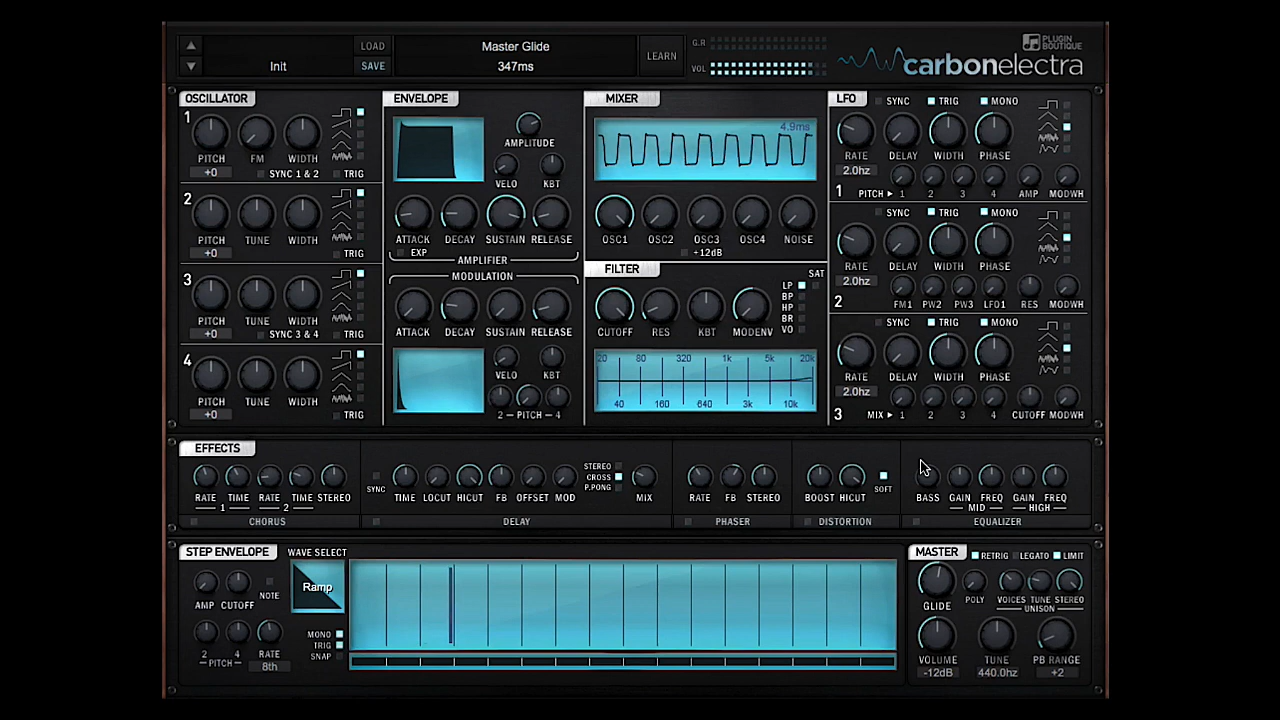 LOAD
Master Glide
LEARN
G.R
PLUGIN
BOUTIQUE
Init
SAVE
347ms
VOL
carbonelectra
OSCILLATOR
1
PITCH FM WIDTH
+0
SYNC 1 & 2 TRIG
2
PITCH TUNE WIDTH
+0
TRIG
3
PITCH TUNE WIDTH
+0
SYNC 3 & 4 TRIG
4
PITCH TUNE WIDTH
+0
TRIG
ENVELOPE
AMPLITUDE
VELO KBT
ATTACK DECAY SUSTAIN RELEASE
EXP
AMPLIFIER
MODULATION
ATTACK DECAY SUSTAIN RELEASE
VELO KBT
2 PITCH 4
MIXER
4.9ms
OSC1 OSC2 OSC3 OSC4 NOISE
+12dB
FILTER
SAT
LP
BP
HP
BR
VO
CUTOFF RES KBT MODENV
20 80 320 1k 5k 20k
40 160 640 3k 10k
LFO SYNC TRIG MONO
RATE DELAY WIDTH PHASE
2.0hz
1 PITCH 1 2 3 4 AMP MODWH
SYNC TRIG MONO
RATE DELAY WIDTH PHASE
2.0hz
2 FM1 PW2 PW3 LFO1 RES MODWH
SYNC TRIG MONO
RATE DELAY WIDTH PHASE
2.0hz
3 MIX 1 2 3 4 CUTOFF MODWH
EFFECTS
RATE TIME RATE TIME STEREO
1 2
CHORUS
SYNC
TIME LOCUT HICUT FB OFFSET MOD
STEREO
CROSS
P.PONG
MIX
DELAY
RATE FB STEREO
PHASER
BOOST HICUT SOFT
DISTORTION
BASS GAIN FREQ GAIN FREQ
MID HIGH
EQUALIZER
STEP ENVELOPE
WAVE SELECT
AMP CUTOFF NOTE
Ramp
2 4 RATE
PITCH 8th
MONO
TRIG
SNAP
MASTER RETRIG LEGATO LIMIT
GLIDE POLY VOICES TUNE STEREO
UNISON
VOLUME TUNE PB RANGE
-12dB 440.0hz +2